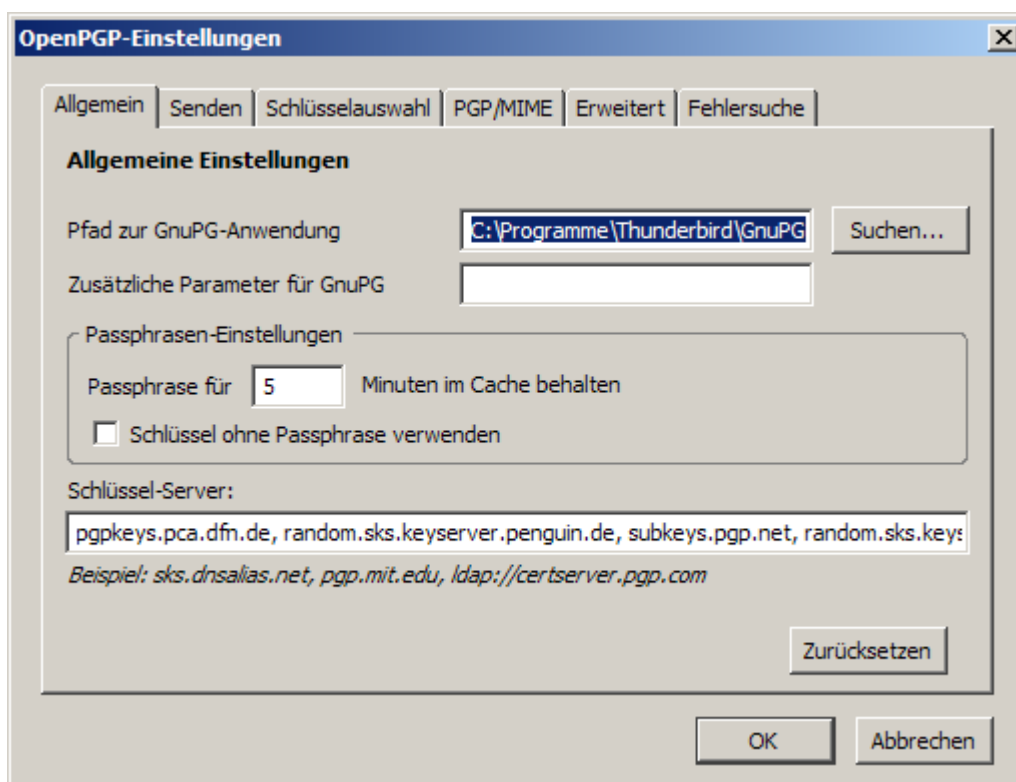 OpenPGP-Einstellungen
Allgemein Senden Schlüsselauswahl PGP/MIME Erweitert Fehlersuche
Allgemeine Einstellungen
Pfad zur GnuPG-Anwendung C:\Programme\Thunderbird\GnuPG Suchen...
Zusätzliche Parameter für GnuPG
Passphrasen-Einstellungen
Passphrase für 5 Minuten im Cache behalten
Schlüssel ohne Passphrase verwenden
Schlüssel-Server:
pgpkeys.pca.dfn.de, random.sks.keyserver.penguin.de, subkeys.pgp.net, random.sks.keys
Beispiel: sks.dnsalias.net, pgp.mit.edu, ldap://certserver.pgp.com
Zurücksetzen
OK Abbrechen